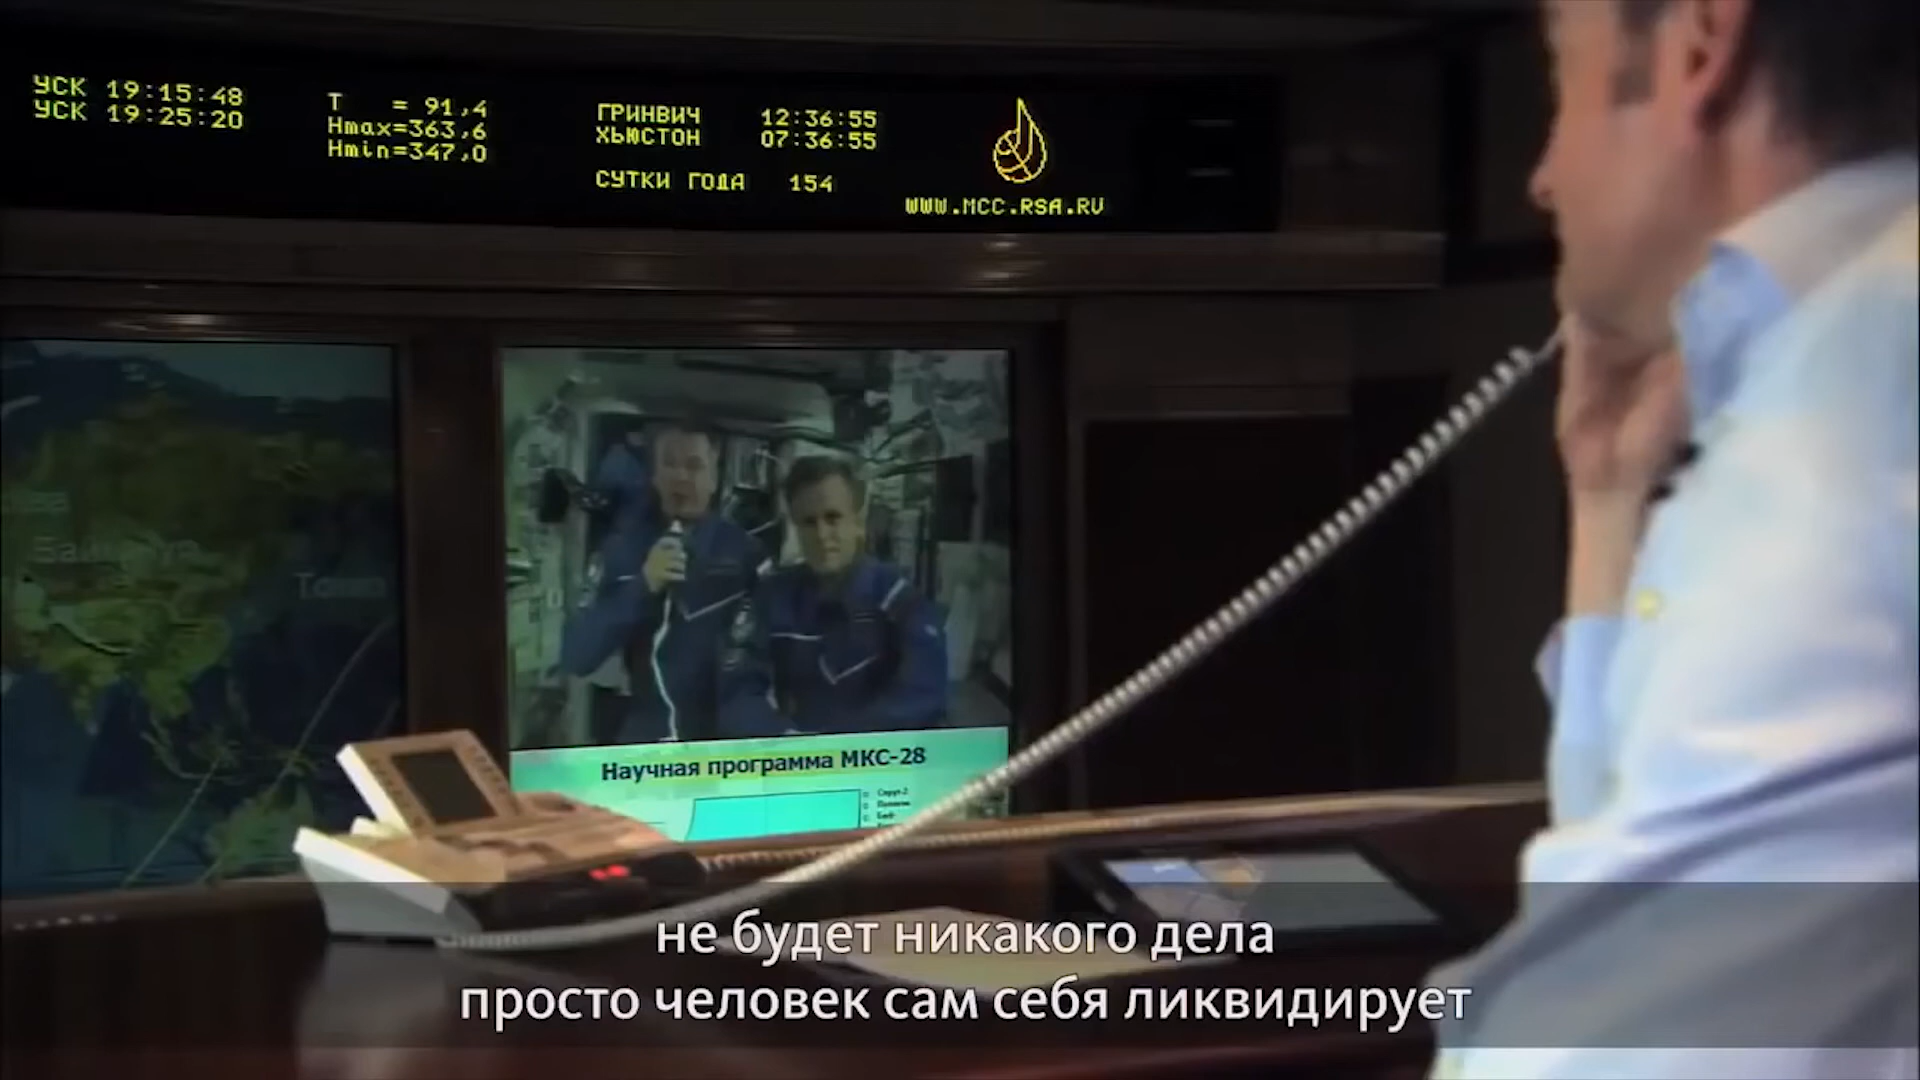 УСК 19:15:48
УСК 19:25:20
T = 91,4
Hmax=363,6
Hmin=347,0
ГРИНВИЧ 12:36:55
ХЬЮСТОН 07:36:55
СУТКИ ГОДА 154
WWW.MCC.RSA.RU
Научная программа МКС-28
не будет никакого дела
просто человек сам себя ликвидирует